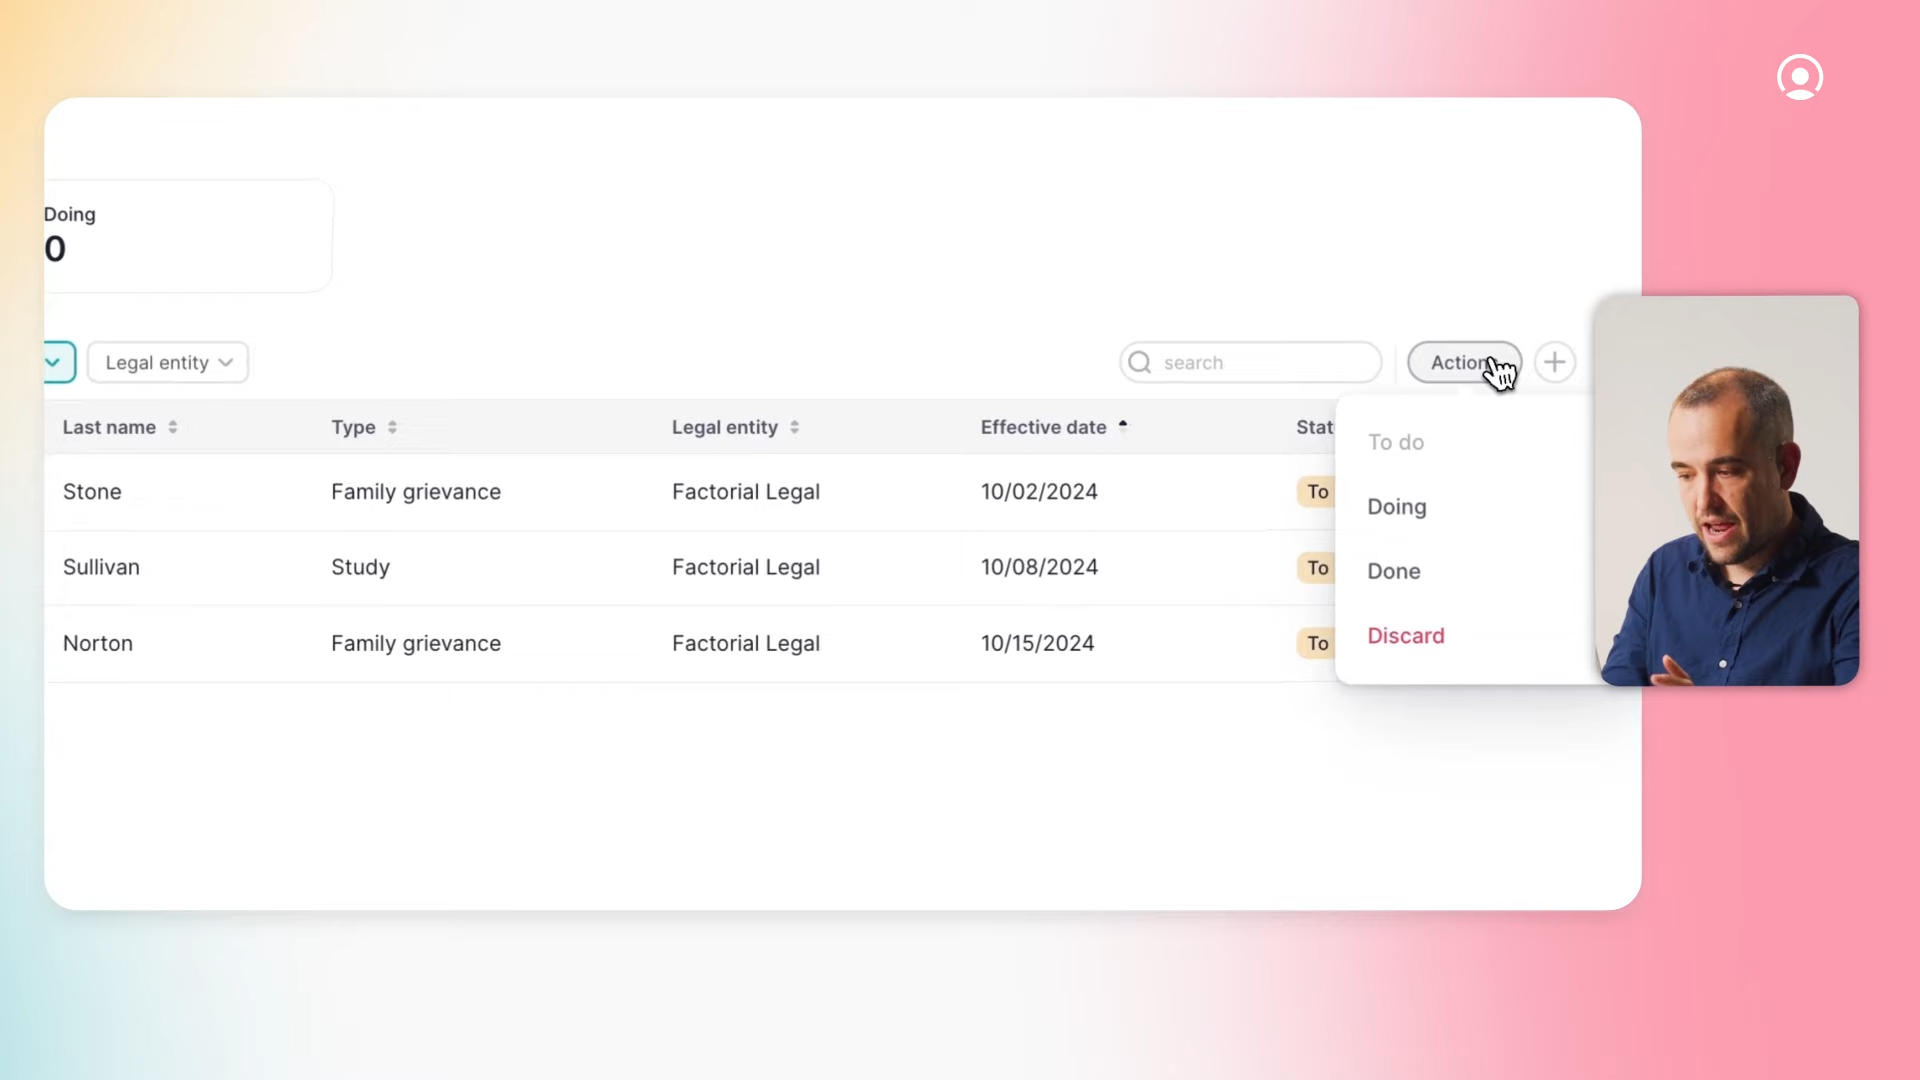 Doing
0
Legal entity
search
Action
Last name Type Legal entity Effective date Stat
Stone Family grievance Factorial Legal 10/02/2024 To
Sullivan Study Factorial Legal 10/08/2024 To
Norton Family grievance Factorial Legal 10/15/2024 To
To do
Doing
Done
Discard